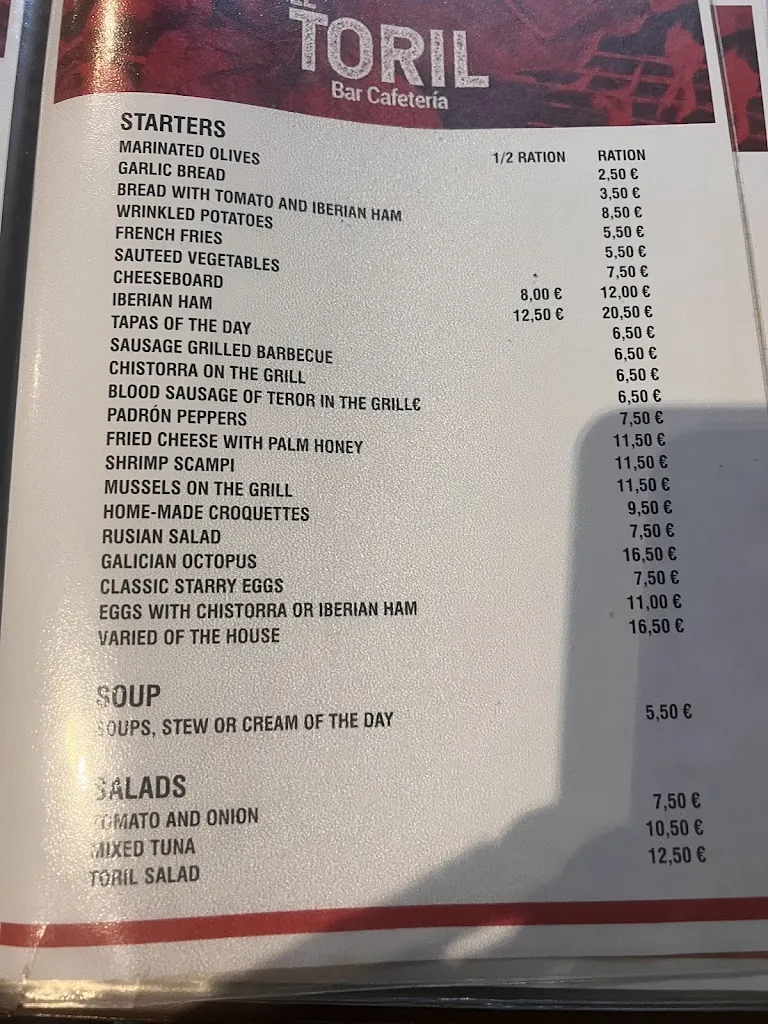 TORIL
Bar Cafetería
STARTERS
1/2 RATION RATION
MARINATED OLIVES 2,50 €
GARLIC BREAD 3,50 €
BREAD WITH TOMATO AND IBERIAN HAM 8,50 €
WRINKLED POTATOES 5,50 €
FRENCH FRIES 5,50 €
SAUTEED VEGETABLES 7,50 €
CHEESEBOARD 8,00 € 12,00 €
IBERIAN HAM 12,50 € 20,50 €
TAPAS OF THE DAY 6,50 €
SAUSAGE GRILLED BARBECUE 6,50 €
CHISTORRA ON THE GRILL 6,50 €
BLOOD SAUSAGE OF TEROR IN THE GRILL€ 6,50 €
PADRÓN PEPPERS 7,50 €
FRIED CHEESE WITH PALM HONEY 11,50 €
SHRIMP SCAMPI 11,50 €
MUSSELS ON THE GRILL 11,50 €
HOME-MADE CROQUETTES 9,50 €
RUSIAN SALAD 7,50 €
GALICIAN OCTOPUS 16,50 €
CLASSIC STARRY EGGS 7,50 €
EGGS WITH CHISTORRA OR IBERIAN HAM 11,00 €
VARIED OF THE HOUSE 16,50 €
SOUP
SOUPS, STEW OR CREAM OF THE DAY 5,50 €
SALADS
TOMATO AND ONION 7,50 €
MIXED TUNA 10,50 €
TORIL SALAD 12,50 €